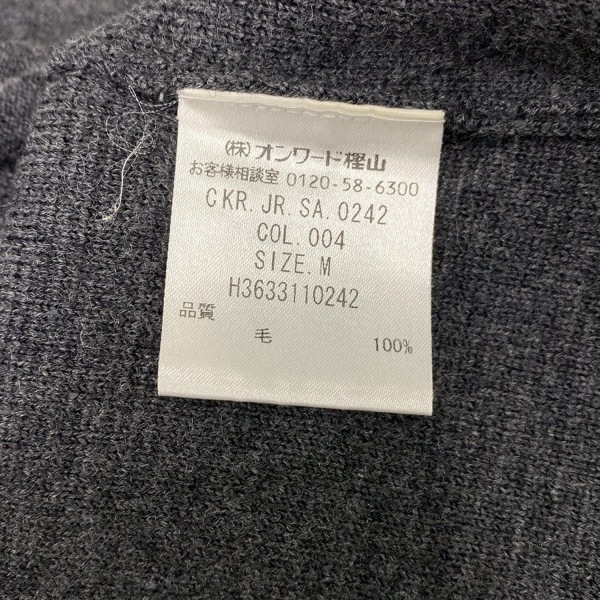 (株)オンワード樫山
お客様相談室 0120-58-6300
CKR.JR.SA.0242
COL.004
SIZE.M
H3633110242
品質
毛 100%